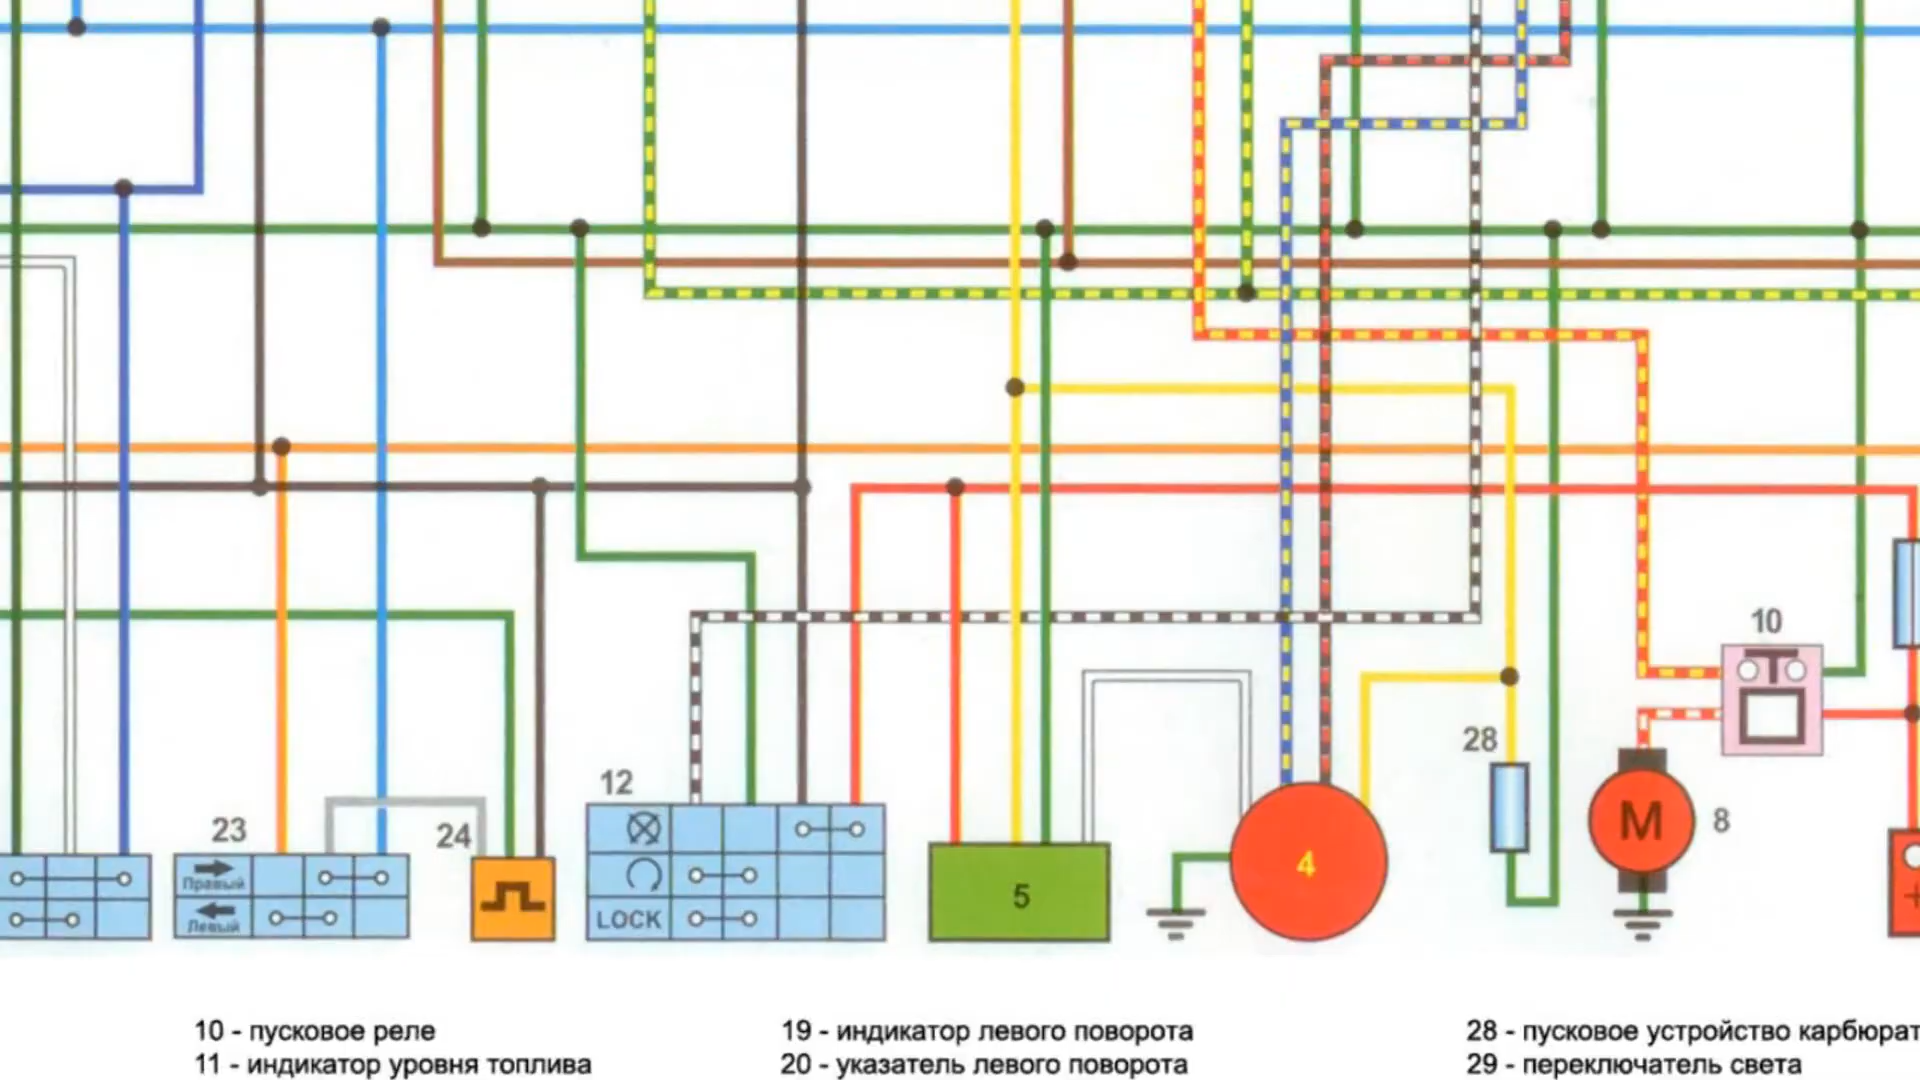 10
28
12
M
8
23
24
4
Правый
5
+
Левый
LOCK
10 - пусковое реле
19 - индикатор левого поворота
28 - пусковое устройство карбюрат
11 - индикатор уровня топлива
20 - указатель левого поворота
29 - переключатель света